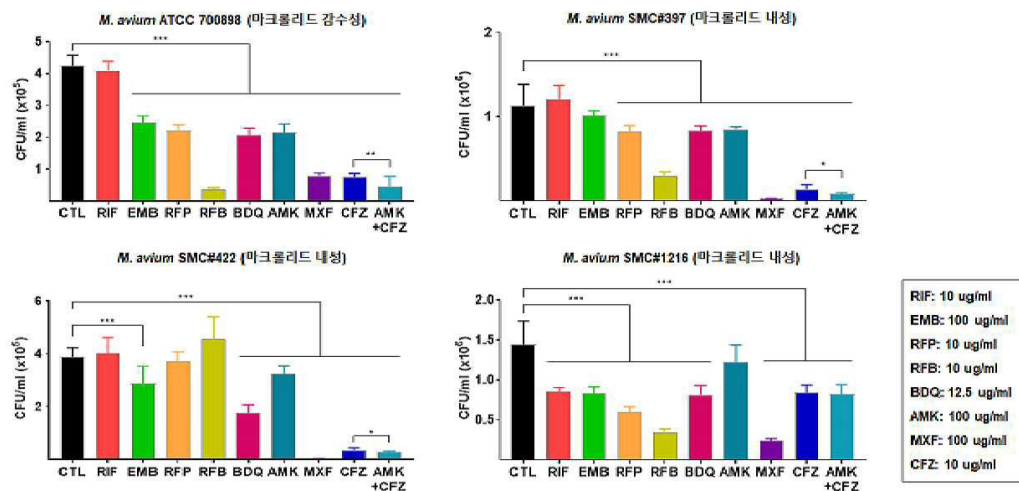 M. avium ATCC 700898 (마크롤리드 감수성)
5
4
3
2
1
CFU/ml (x10⁵)
***
**
CTL RIF EMB RFP RFB BDQ AMK MXF CFZ AMK
+CFZ
M. avium SMC#397 (마크롤리드 내성)
2
1
CFU/ml (x10⁶)
***
*
CTL RIF EMB RFP RFB BDQ AMK MXF CFZ AMK
+CFZ
M. avium SMC#422 (마크롤리드 내성)
6
4
2
CFU/ml (x10⁵)
***
***
*
CTL RIF EMB RFP RFB BDQ AMK MXF CFZ AMK
+CFZ
M. avium SMC#1216 (마크롤리드 내성)
2.0
1.5
1.0
0.5
CFU/ml (x10⁶)
***
***
CTL RIF EMB RFP RFB BDQ AMK MXF CFZ AMK
+CFZ
RIF: 10 ug/ml
EMB: 100 ug/ml
RFP: 10 ug/ml
RFB: 10 ug/ml
BDQ: 12.5 ug/ml
AMK: 100 ug/ml
MXF: 100 ug/ml
CFZ: 10 ug/ml